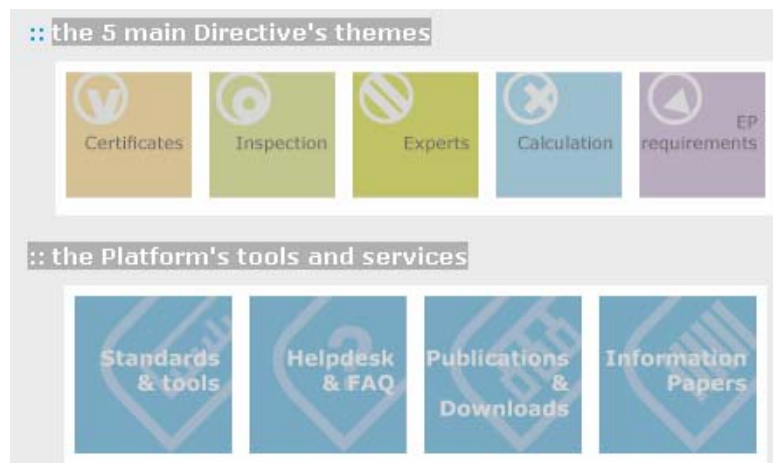 :: the 5 main Directive's themes
Certificates
Inspection
Experts
Calculation
EP
requirements
:: the Platform's tools and services
Standards
& tools
Helpdesk
& FAQ
Publications
&
Downloads
Information
Papers